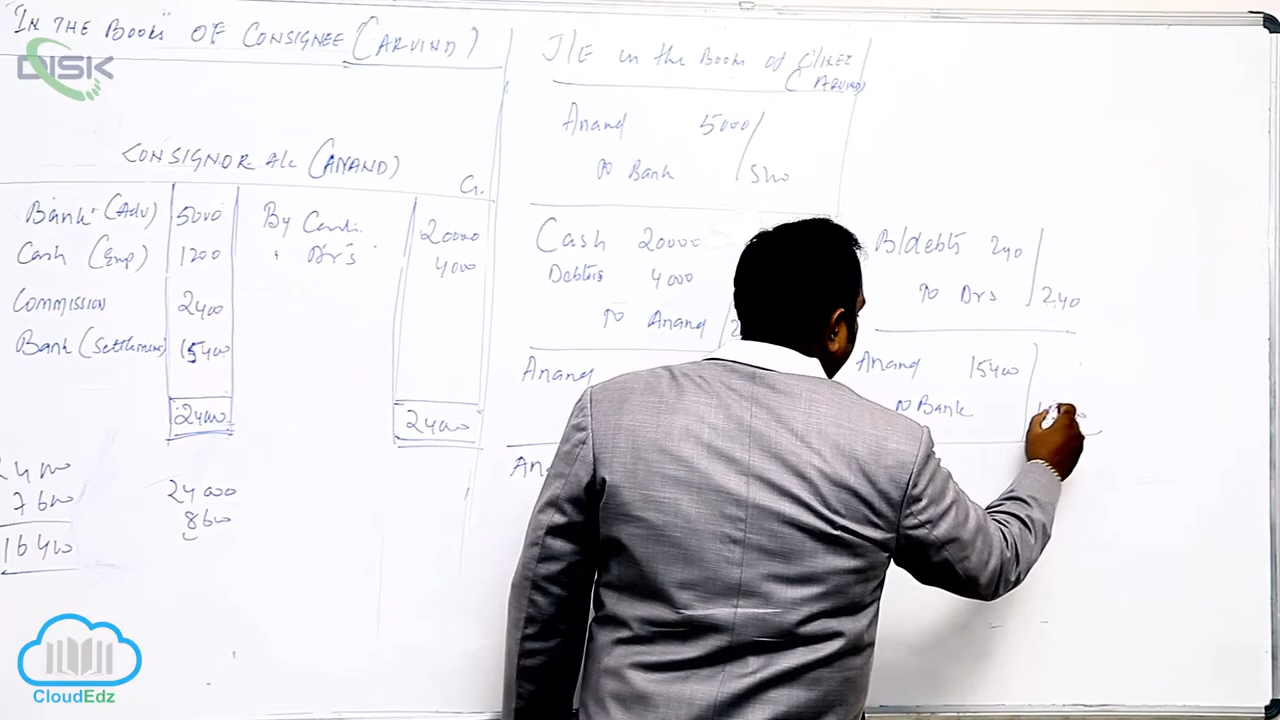 "IN THE BOOKS" OF CONSIGNEE (ARVIND)
DISK
CONSIGNOR A/c (ANAND)
Cr.
Bank (Adv) 5000 By Cash 20000
Cash (Exp) 1200 " Drs 4000
Commission 2400
Bank (Settlement) 15400
24000 24000
24000
7600
16400
24000
8600
J/E in the Books of
(ARVIND)
Anand 5000
To Bank 5000
Cash 20000
Debtors 4000
To Anand 2
Anand
An
B/debts 240
To Drs 240
Anand 15400
To Bank
CloudEdz